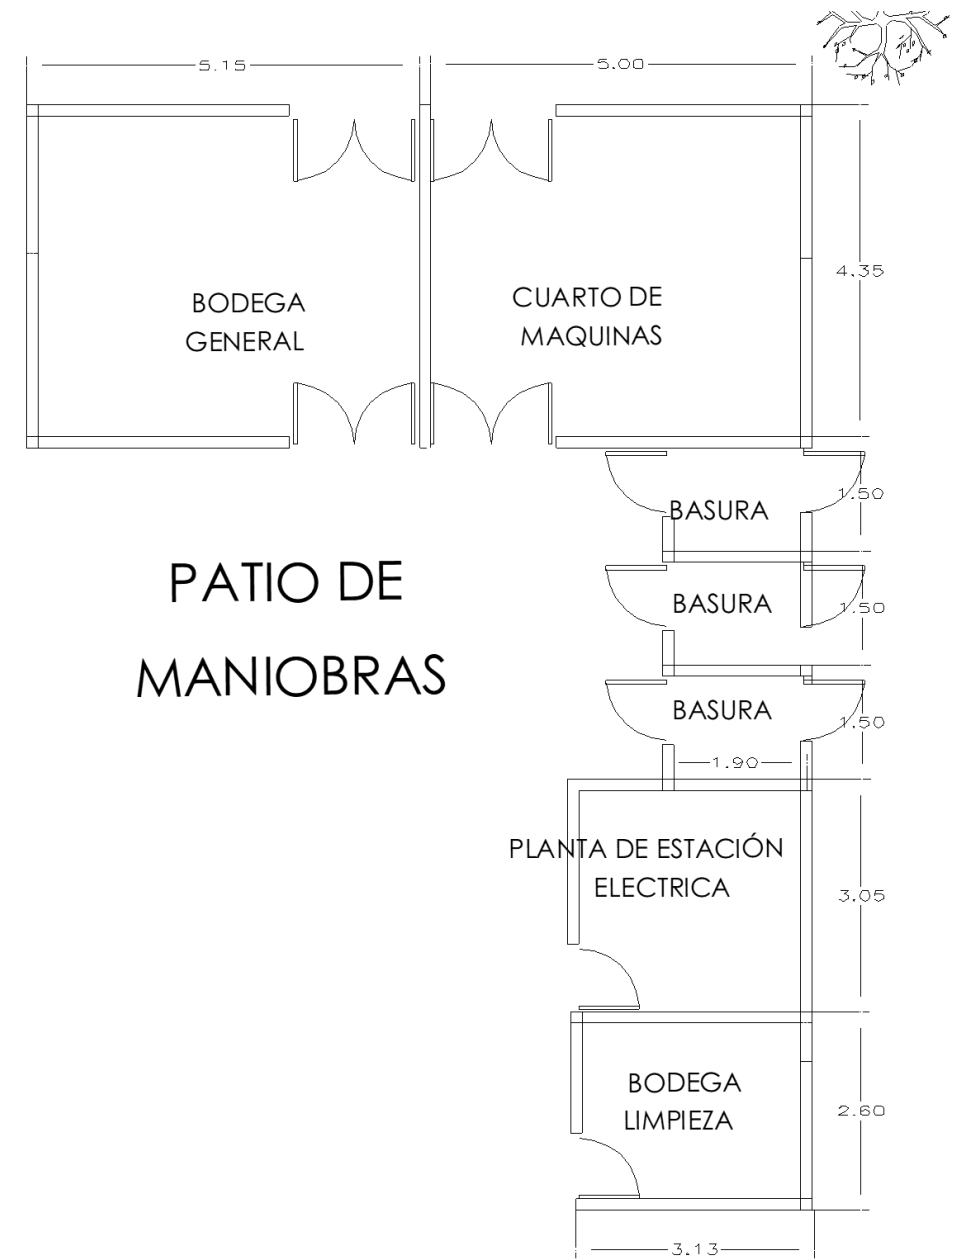 5.15
5.00
4.35
BODEGA
GENERAL
CUARTO DE
MAQUINAS
1.50
BASURA
PATIO DE
MANIOBRAS
BASURA
1.50
BASURA
1.50
1.90
PLANTA DE ESTACIÓN
ELECTRICA
3.05
BODEGA
LIMPIEZA
2.60
3.13